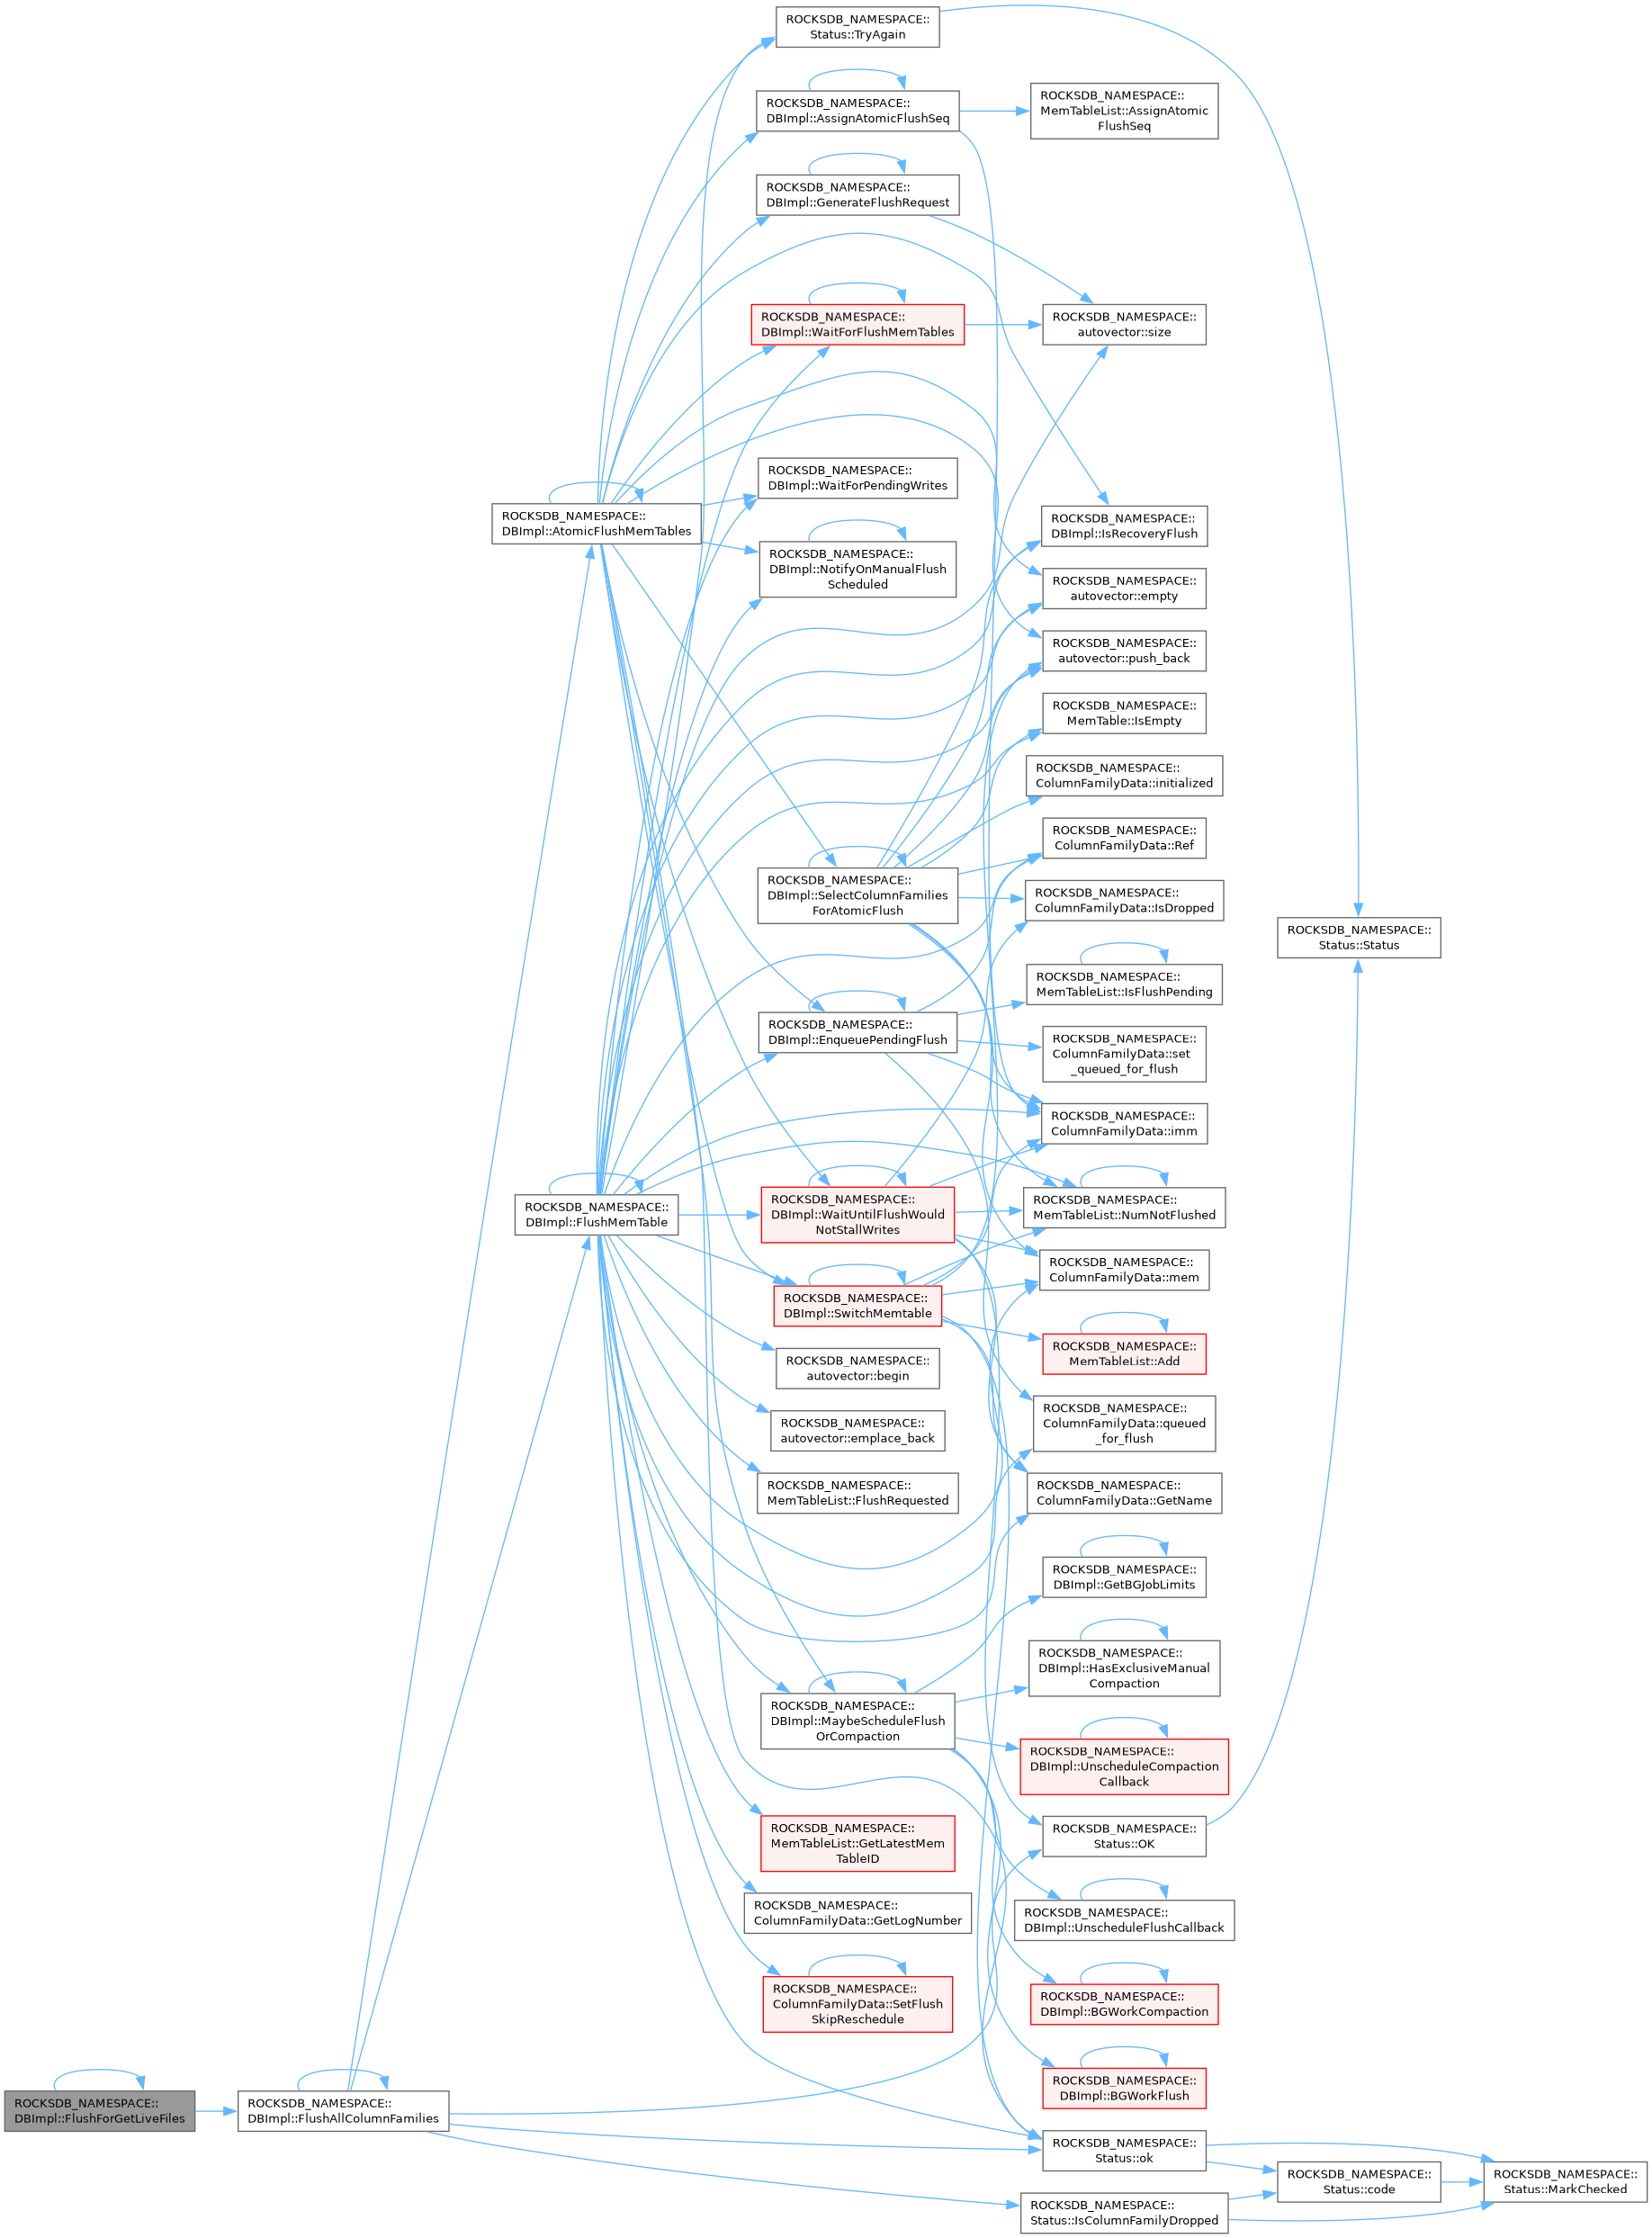 ROCKSDB_NAMESPACE::
DBImpl::FlushForGetLiveFiles
ROCKSDB_NAMESPACE::
DBImpl::FlushAllColumnFamilies
ROCKSDB_NAMESPACE::
DBImpl::AtomicFlushMemTables
ROCKSDB_NAMESPACE::
DBImpl::FlushMemTable
ROCKSDB_NAMESPACE::
Status::TryAgain
ROCKSDB_NAMESPACE::
DBImpl::AssignAtomicFlushSeq
ROCKSDB_NAMESPACE::
DBImpl::GenerateFlushRequest
ROCKSDB_NAMESPACE::
DBImpl::WaitForFlushMemTables
ROCKSDB_NAMESPACE::
DBImpl::WaitForPendingWrites
ROCKSDB_NAMESPACE::
DBImpl::NotifyOnManualFlush
Scheduled
ROCKSDB_NAMESPACE::
DBImpl::SelectColumnFamilies
ForAtomicFlush
ROCKSDB_NAMESPACE::
DBImpl::EnqueuePendingFlush
ROCKSDB_NAMESPACE::
DBImpl::WaitUntilFlushWould
NotStallWrites
ROCKSDB_NAMESPACE::
DBImpl::SwitchMemtable
ROCKSDB_NAMESPACE::
autovector::begin
ROCKSDB_NAMESPACE::
autovector::emplace_back
ROCKSDB_NAMESPACE::
MemTableList::FlushRequested
ROCKSDB_NAMESPACE::
DBImpl::MaybeScheduleFlush
OrCompaction
ROCKSDB_NAMESPACE::
MemTableList::GetLatestMem
TableID
ROCKSDB_NAMESPACE::
ColumnFamilyData::GetLogNumber
ROCKSDB_NAMESPACE::
ColumnFamilyData::SetFlush
SkipReschedule
ROCKSDB_NAMESPACE::
MemTableList::AssignAtomic
FlushSeq
ROCKSDB_NAMESPACE::
autovector::size
ROCKSDB_NAMESPACE::
DBImpl::IsRecoveryFlush
ROCKSDB_NAMESPACE::
autovector::empty
ROCKSDB_NAMESPACE::
autovector::push_back
ROCKSDB_NAMESPACE::
MemTable::IsEmpty
ROCKSDB_NAMESPACE::
ColumnFamilyData::initialized
ROCKSDB_NAMESPACE::
ColumnFamilyData::Ref
ROCKSDB_NAMESPACE::
ColumnFamilyData::IsDropped
ROCKSDB_NAMESPACE::
MemTableList::IsFlushPending
ROCKSDB_NAMESPACE::
ColumnFamilyData::set
_queued_for_flush
ROCKSDB_NAMESPACE::
ColumnFamilyData::imm
ROCKSDB_NAMESPACE::
MemTableList::NumNotFlushed
ROCKSDB_NAMESPACE::
ColumnFamilyData::mem
ROCKSDB_NAMESPACE::
MemTableList::Add
ROCKSDB_NAMESPACE::
ColumnFamilyData::queued
_for_flush
ROCKSDB_NAMESPACE::
ColumnFamilyData::GetName
ROCKSDB_NAMESPACE::
DBImpl::GetBGJobLimits
ROCKSDB_NAMESPACE::
DBImpl::HasExclusiveManual
Compaction
ROCKSDB_NAMESPACE::
DBImpl::UnscheduleCompaction
Callback
ROCKSDB_NAMESPACE::
Status::OK
ROCKSDB_NAMESPACE::
DBImpl::UnscheduleFlushCallback
ROCKSDB_NAMESPACE::
DBImpl::BGWorkCompaction
ROCKSDB_NAMESPACE::
DBImpl::BGWorkFlush
ROCKSDB_NAMESPACE::
Status::ok
ROCKSDB_NAMESPACE::
Status::IsColumnFamilyDropped
ROCKSDB_NAMESPACE::
Status::Status
ROCKSDB_NAMESPACE::
Status::code
ROCKSDB_NAMESPACE::
Status::MarkChecked